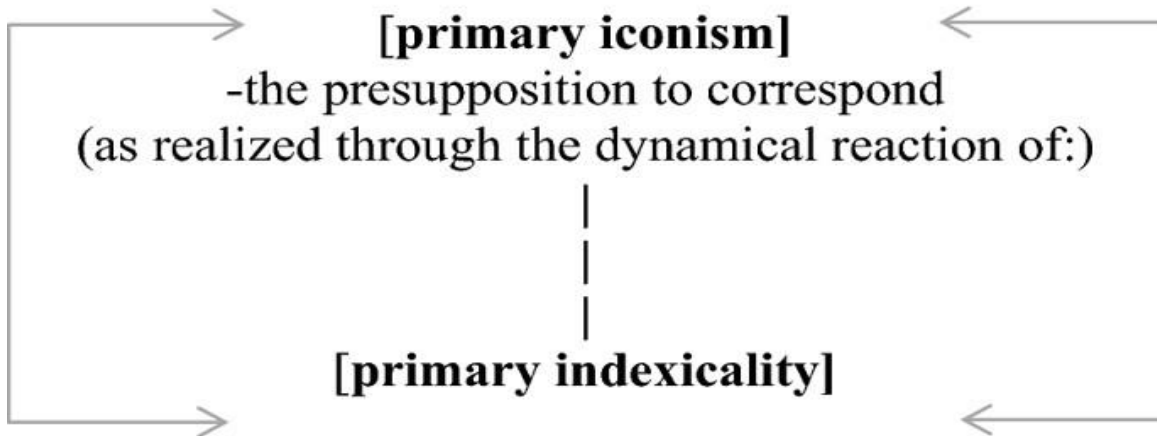 [primary iconism]
-the presupposition to correspond
(as realized through the dynamical reaction of:)
[primary indexicality]